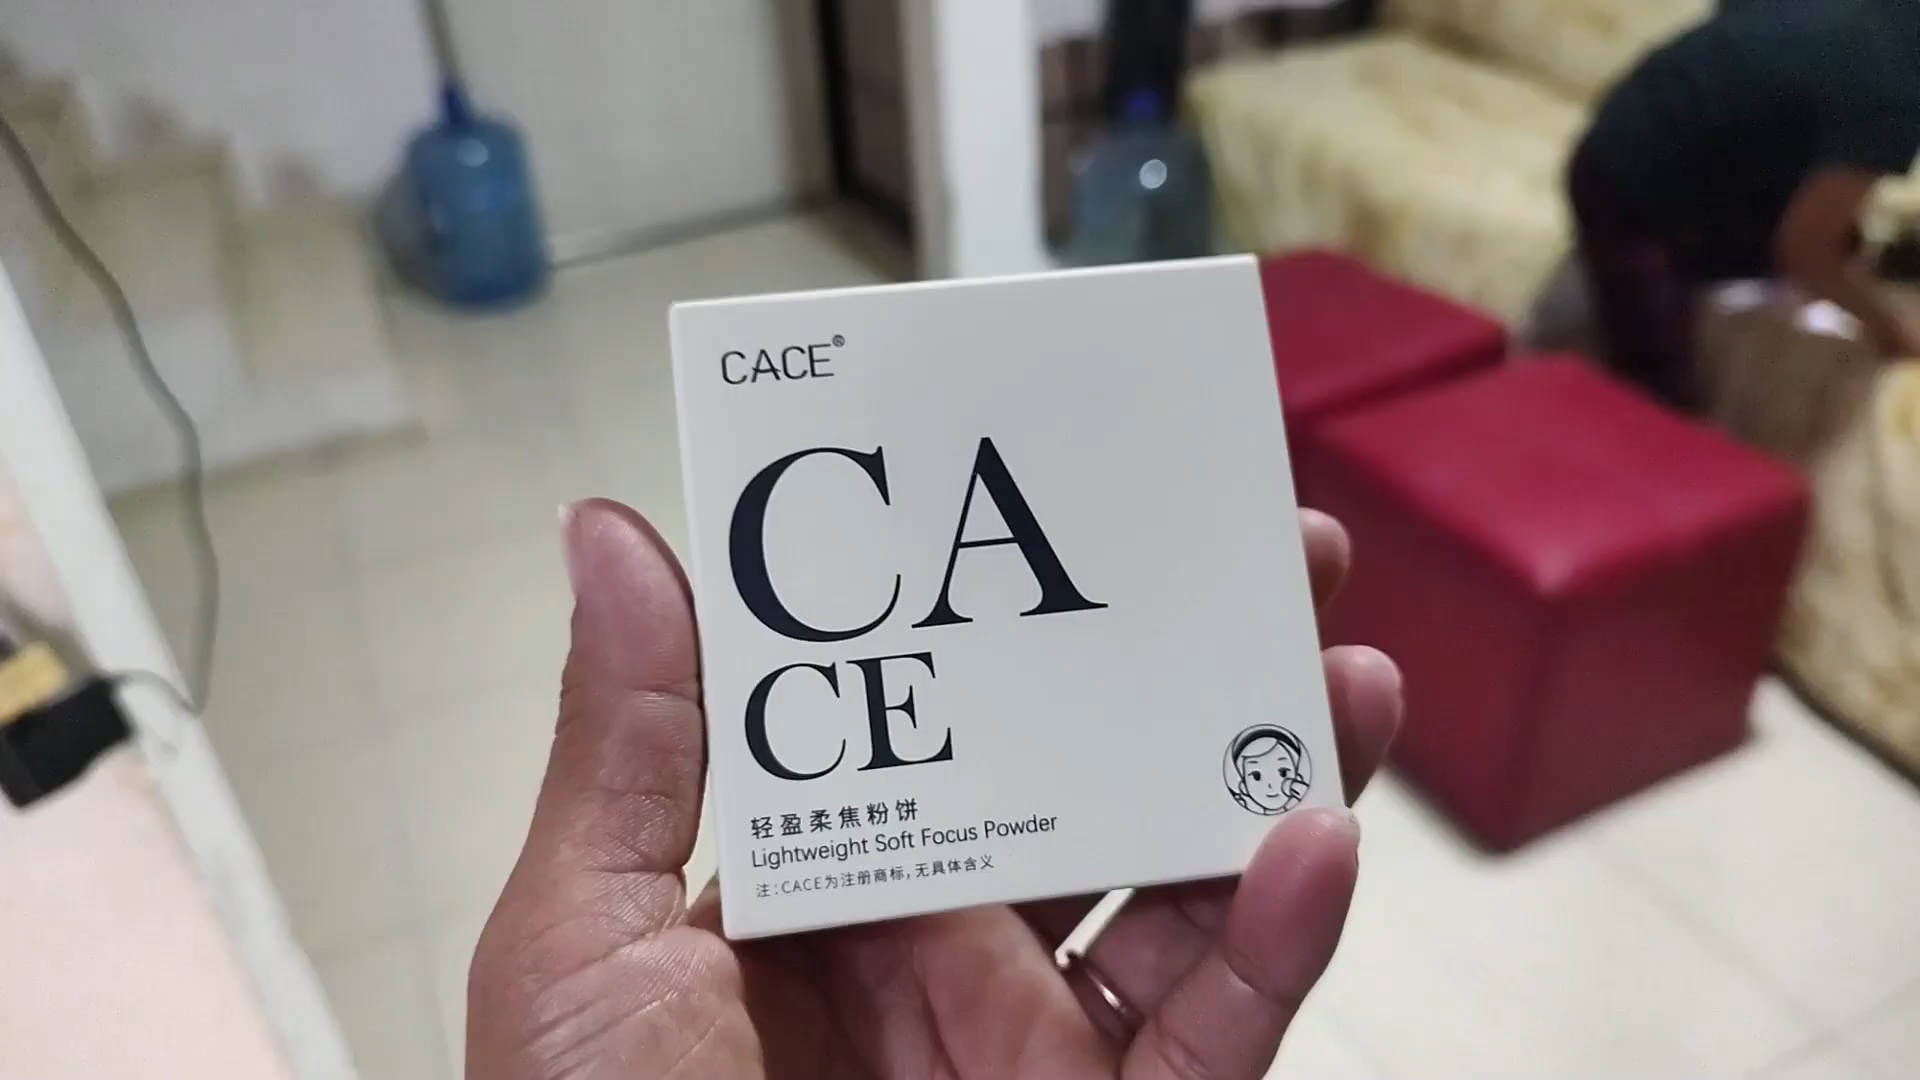 CACE®
CA
CE
轻盈柔焦粉饼
Lightweight Soft Focus Powder
注:CACE为注册商标,无具体含义